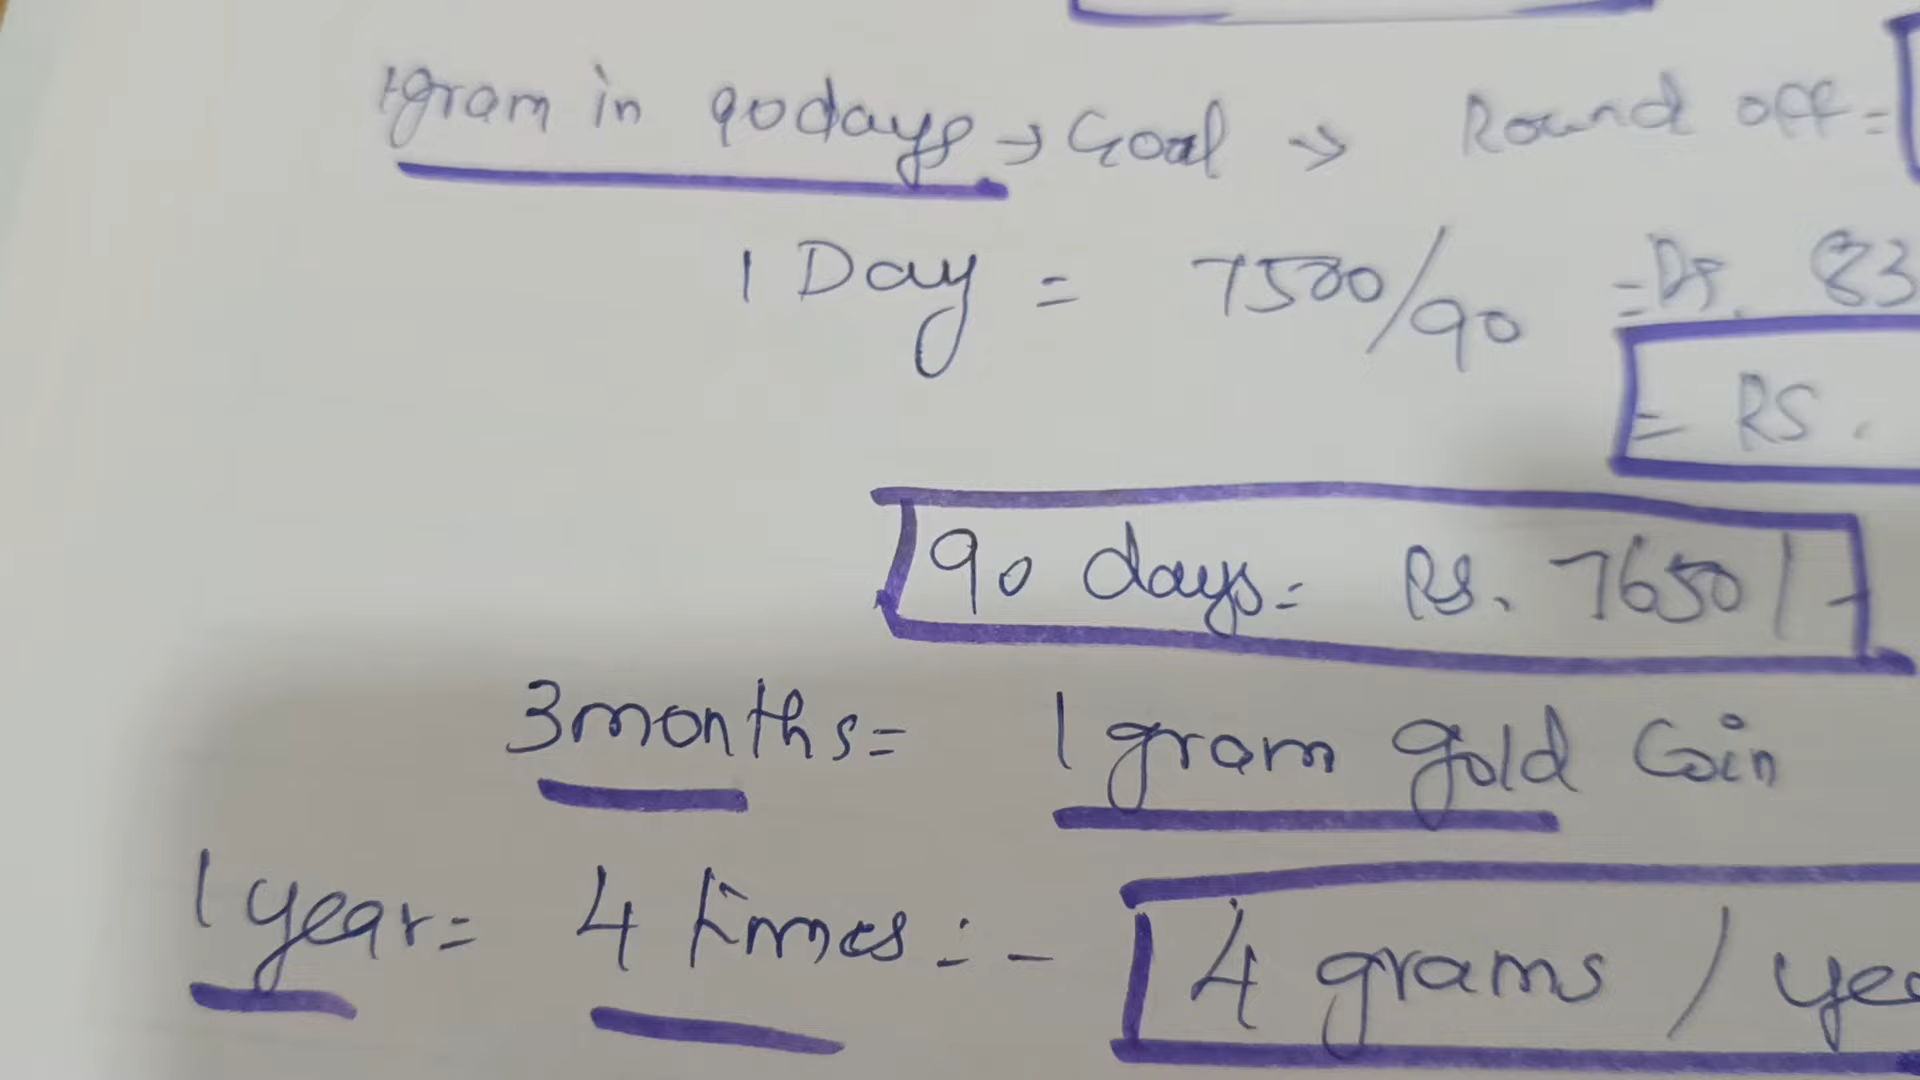 1gram in 90days → Goal → Round off =
1 Day = 7500/90 = Rs. 83
= RS.
90 days = Rs. 7650/-
3months = 1 gram gold Coin
1 year = 4 times :- 4 grams / yea